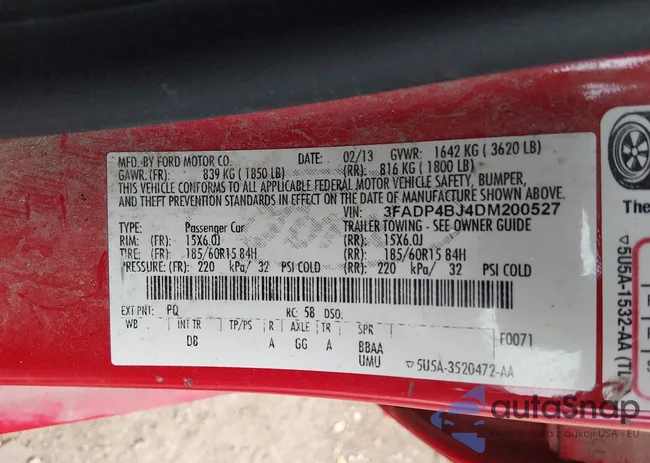 MFD. BY FORD MOTOR CO. DATE: 02/13 GVWR: 1642 KG ( 3620 LB)
GAWR: (FR): 839 KG ( 1850 LB) (RR): 816 KG ( 1800 LB)
THIS VEHICLE CONFORMS TO ALL APPLICABLE FEDERAL MOTOR VEHICLE SAFETY, BUMPER,
AND THEFT PREVENTION STANDARDS IN EFFECT ON THE DATE OF MANUFACTURE SHOWN ABOVE.
VIN: 3FADP4BJ4DM200527
TYPE: Passenger Car TRAILER TOWING - SEE OWNER GUIDE
RIM: (FR): 15X6.0J (RR): 15X6.0J
TIRE: (FR): 185/60R15 84H (RR): 185/60R15 84H
PRESSURE: (FR): 220 kPa/ 32 PSI COLD (RR): 220 kPa/ 32 PSI COLD
EXT PNT: PQ RC: 58 DSO:
WB INT TR TP/PS R AXLE TR SPR F0071
DB A GG A BBAA
UMU ▽5U5A-3520472-AA
The
▽5U5A-1532-AA (TL
autoSnap